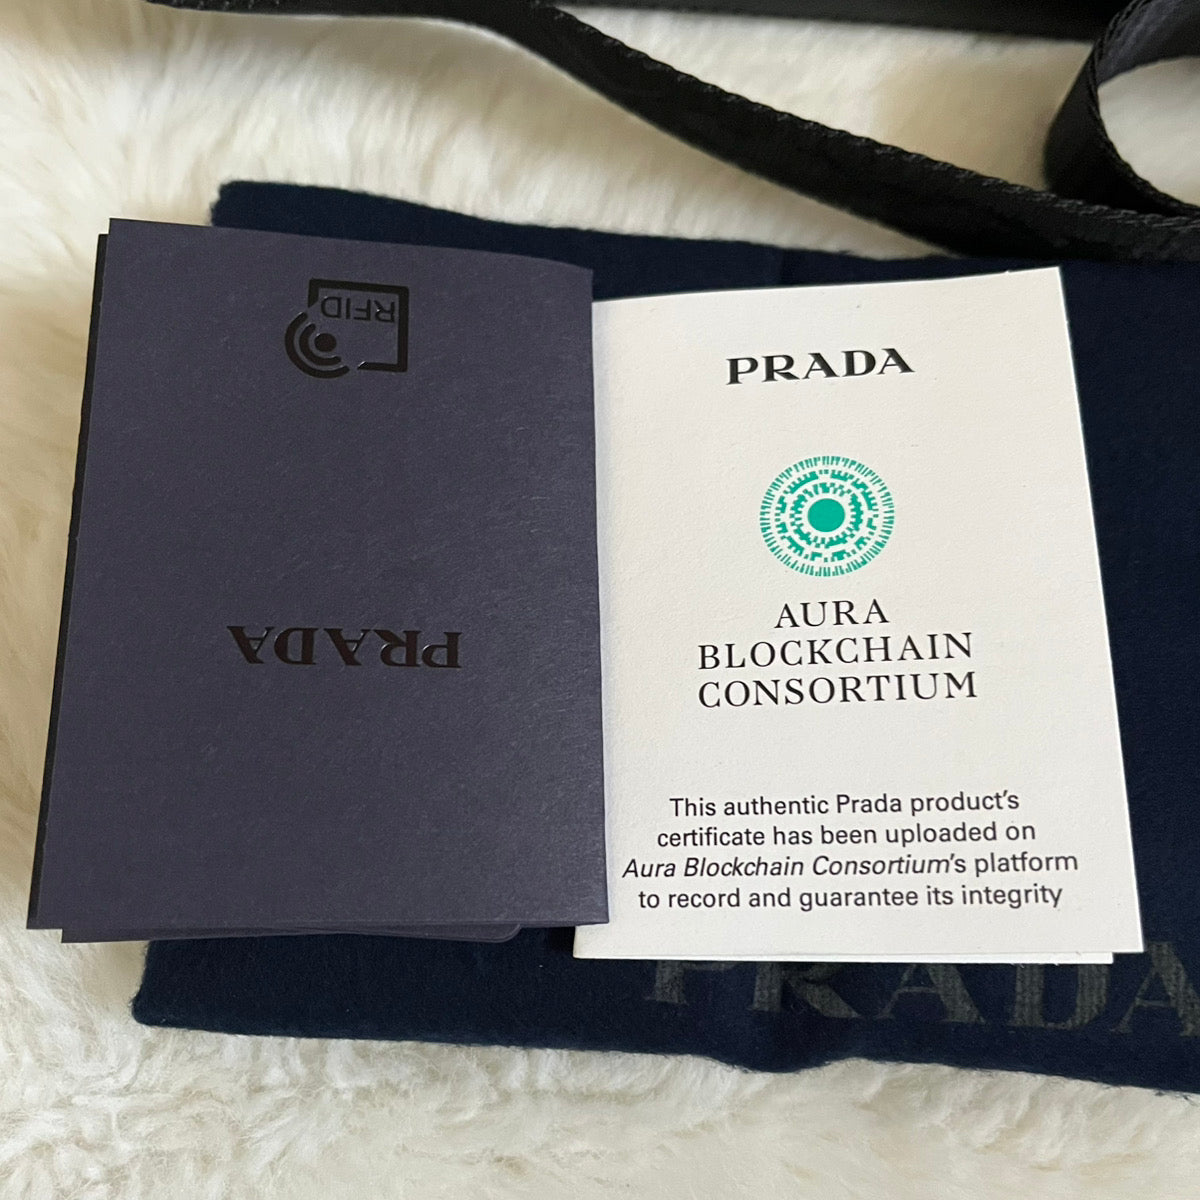 RFID
PRADA
PRADA
AURA
BLOCKCHAIN
CONSORTIUM
This authentic Prada product's
certificate has been uploaded on
Aura Blockchain Consortium's platform
to record and guarantee its integrity
PRADA